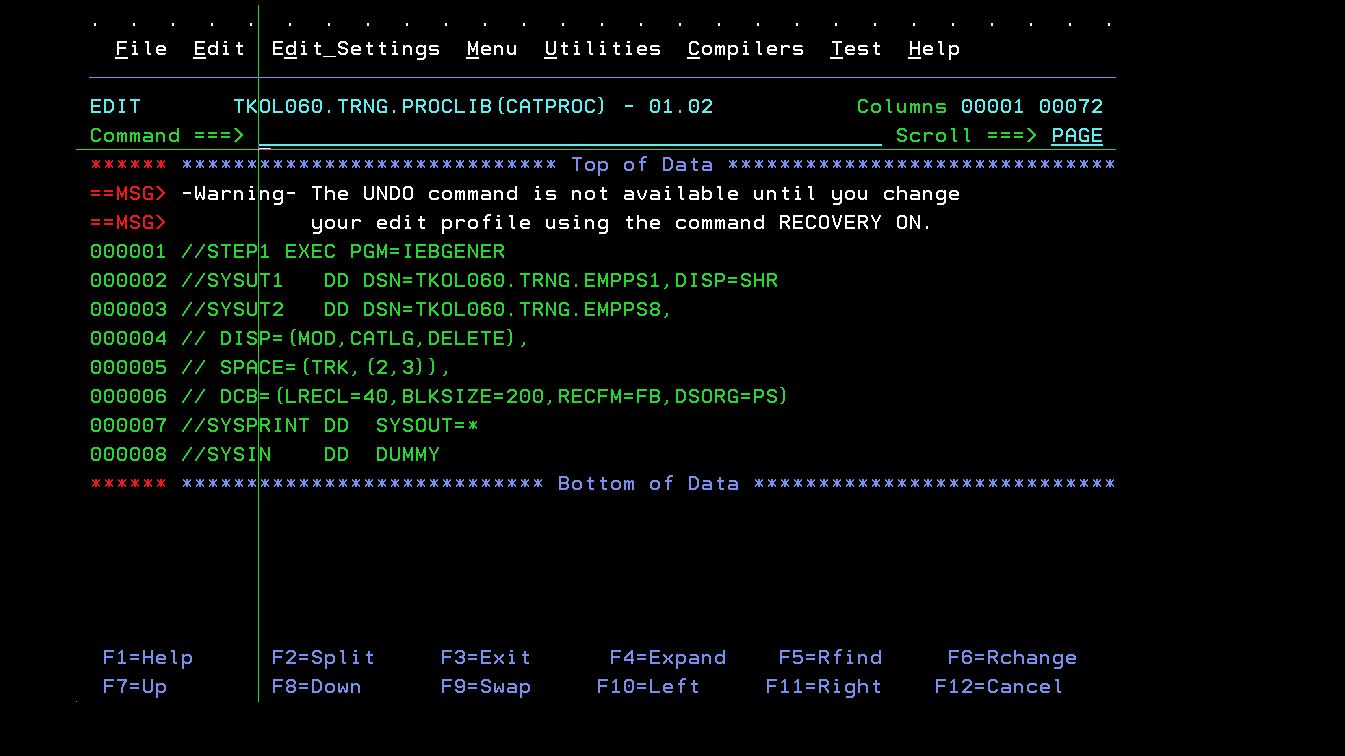 . . . . . . . . . . . . . . . . . . . . . . . . . . .
File Edit Edit_Settings Menu Utilities Compilers Test Help
EDIT TKOL060.TRNG.PROCLIB(CATPROC) - 01.02 Columns 00001 00072
Command ===> Scroll ===> PAGE
****** ***************************** Top of Data ******************************
==MSG> -Warning- The UNDO command is not available until you change
==MSG> your edit profile using the command RECOVERY ON.
000001 //STEP1 EXEC PGM=IEBGENER
000002 //SYSUT1   DD DSN=TKOL060.TRNG.EMPPS1,DISP=SHR
000003 //SYSUT2   DD DSN=TKOL060.TRNG.EMPPS8,
000004 // DISP=(MOD,CATLG,DELETE),
000005 // SPACE=(TRK,(2,3)),
000006 // DCB=(LRECL=40,BLKSIZE=200,RECFM=FB,DSORG=PS)
000007 //SYSPRINT DD  SYSOUT=*
000008 //SYSIN    DD  DUMMY
****** **************************** Bottom of Data ****************************
F1=Help F2=Split F3=Exit F4=Expand F5=Rfind F6=Rchange
F7=Up F8=Down F9=Swap F10=Left F11=Right F12=Cancel